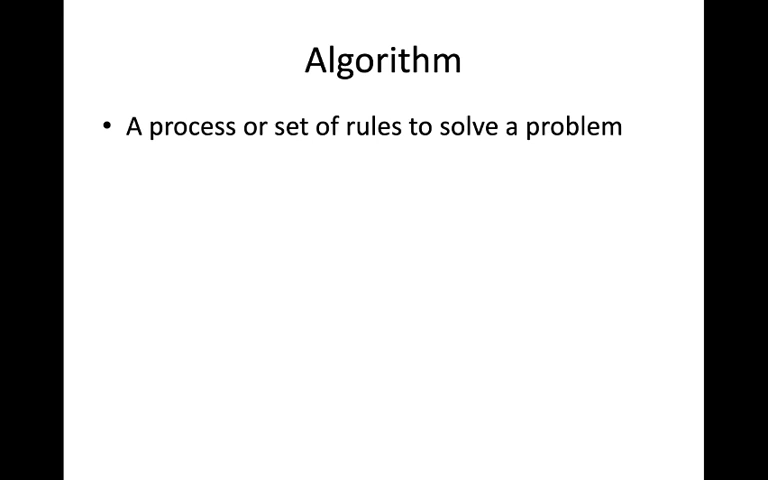 Algorithm
• A process or set of rules to solve a problem